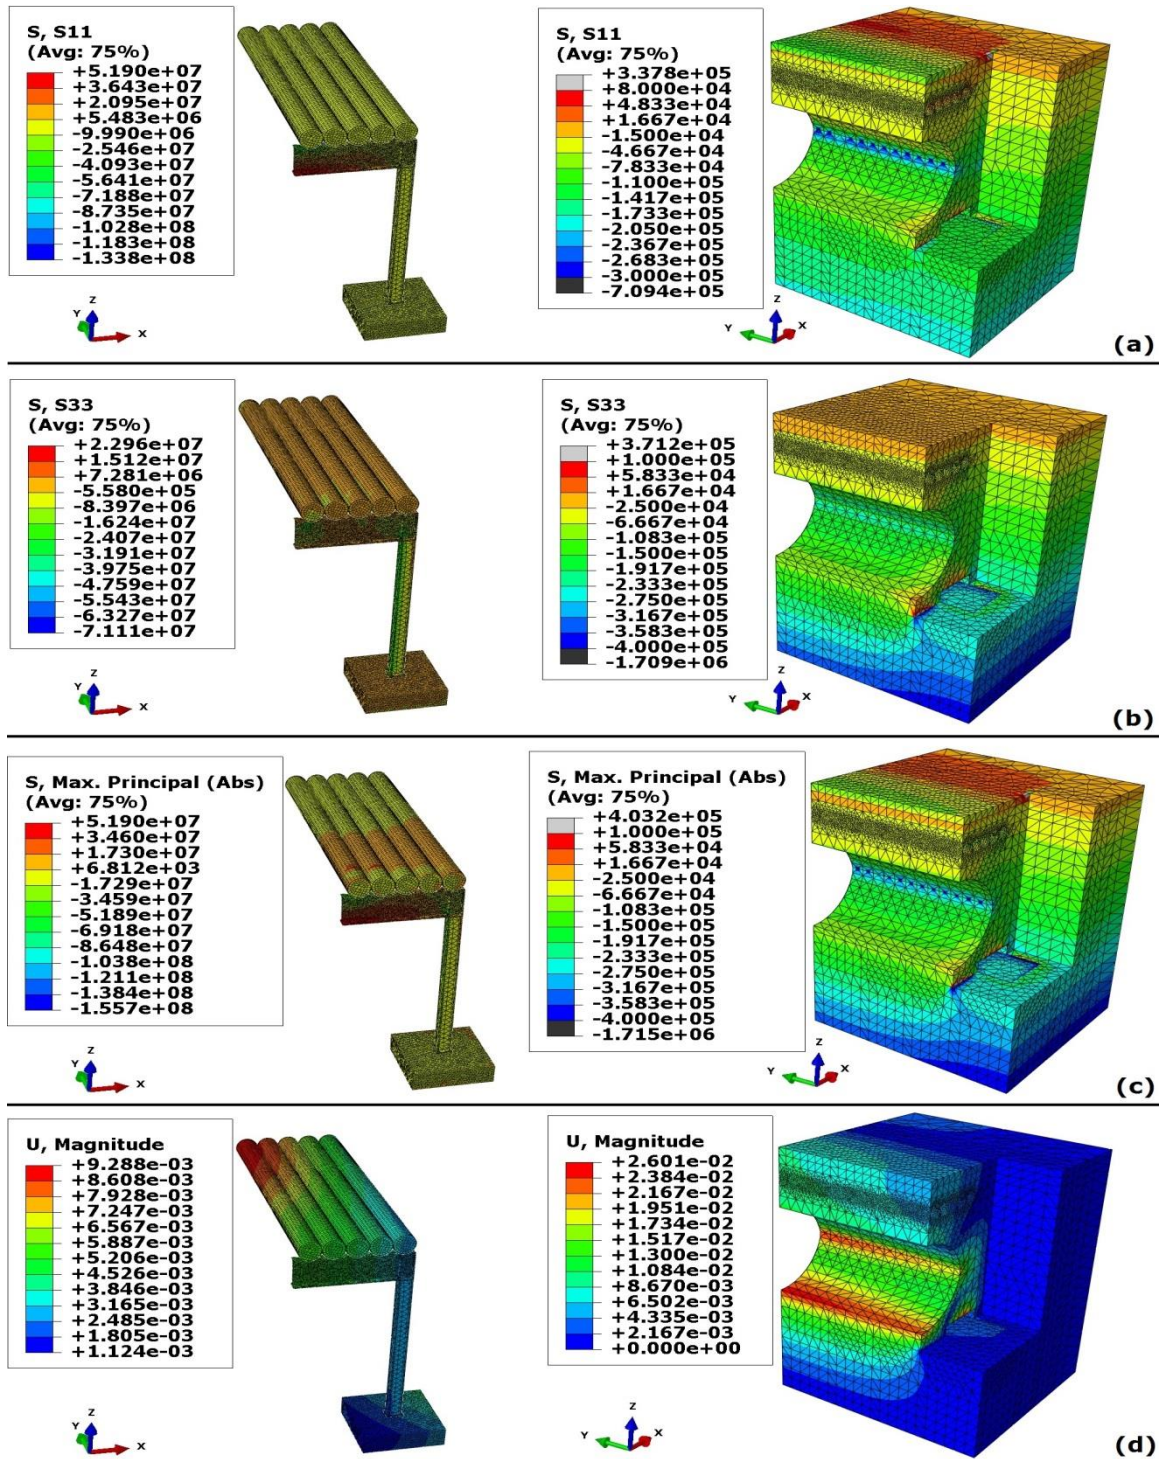 S, S11
(Avg: 75%)
+5.190e+07
+3.643e+07
+2.095e+07
+5.483e+06
-9.990e+06
-2.546e+07
-4.093e+07
-5.641e+07
-7.188e+07
-8.735e+07
-1.028e+08
-1.183e+08
-1.338e+08
Z
Y
X
S, S11
(Avg: 75%)
+3.378e+05
+8.000e+04
+4.833e+04
+1.667e+04
-1.500e+04
-4.667e+04
-7.833e+04
-1.100e+05
-1.417e+05
-1.733e+05
-2.050e+05
-2.367e+05
-2.683e+05
-3.000e+05
-7.094e+05
Z
Y
X
(a)
S, S33
(Avg: 75%)
+2.296e+07
+1.512e+07
+7.281e+06
-5.580e+05
-8.397e+06
-1.624e+07
-2.407e+07
-3.191e+07
-3.975e+07
-4.759e+07
-5.543e+07
-6.327e+07
-7.111e+07
Z
Y
X
S, S33
(Avg: 75%)
+3.712e+05
+1.000e+05
+5.833e+04
+1.667e+04
-2.500e+04
-6.667e+04
-1.083e+05
-1.500e+05
-1.917e+05
-2.333e+05
-2.750e+05
-3.167e+05
-3.583e+05
-4.000e+05
-1.709e+06
Z
Y
X
(b)
S, Max. Principal (Abs)
(Avg: 75%)
+5.190e+07
+3.460e+07
+1.730e+07
+6.812e+03
-1.729e+07
-3.459e+07
-5.189e+07
-6.918e+07
-8.648e+07
-1.038e+08
-1.211e+08
-1.384e+08
-1.557e+08
Z
Y
X
S, Max. Principal (Abs)
(Avg: 75%)
+4.032e+05
+1.000e+05
+5.833e+04
+1.667e+04
-2.500e+04
-6.667e+04
-1.083e+05
-1.500e+05
-1.917e+05
-2.333e+05
-2.750e+05
-3.167e+05
-3.583e+05
-4.000e+05
-1.715e+06
Z
Y
X
(c)
U, Magnitude
+9.288e-03
+8.608e-03
+7.928e-03
+7.247e-03
+6.567e-03
+5.887e-03
+5.206e-03
+4.526e-03
+3.846e-03
+3.165e-03
+2.485e-03
+1.805e-03
+1.124e-03
Z
Y
X
U, Magnitude
+2.601e-02
+2.384e-02
+2.167e-02
+1.951e-02
+1.734e-02
+1.517e-02
+1.300e-02
+1.084e-02
+8.670e-03
+6.502e-03
+4.335e-03
+2.167e-03
+0.000e+00
Z
Y
X
(d)